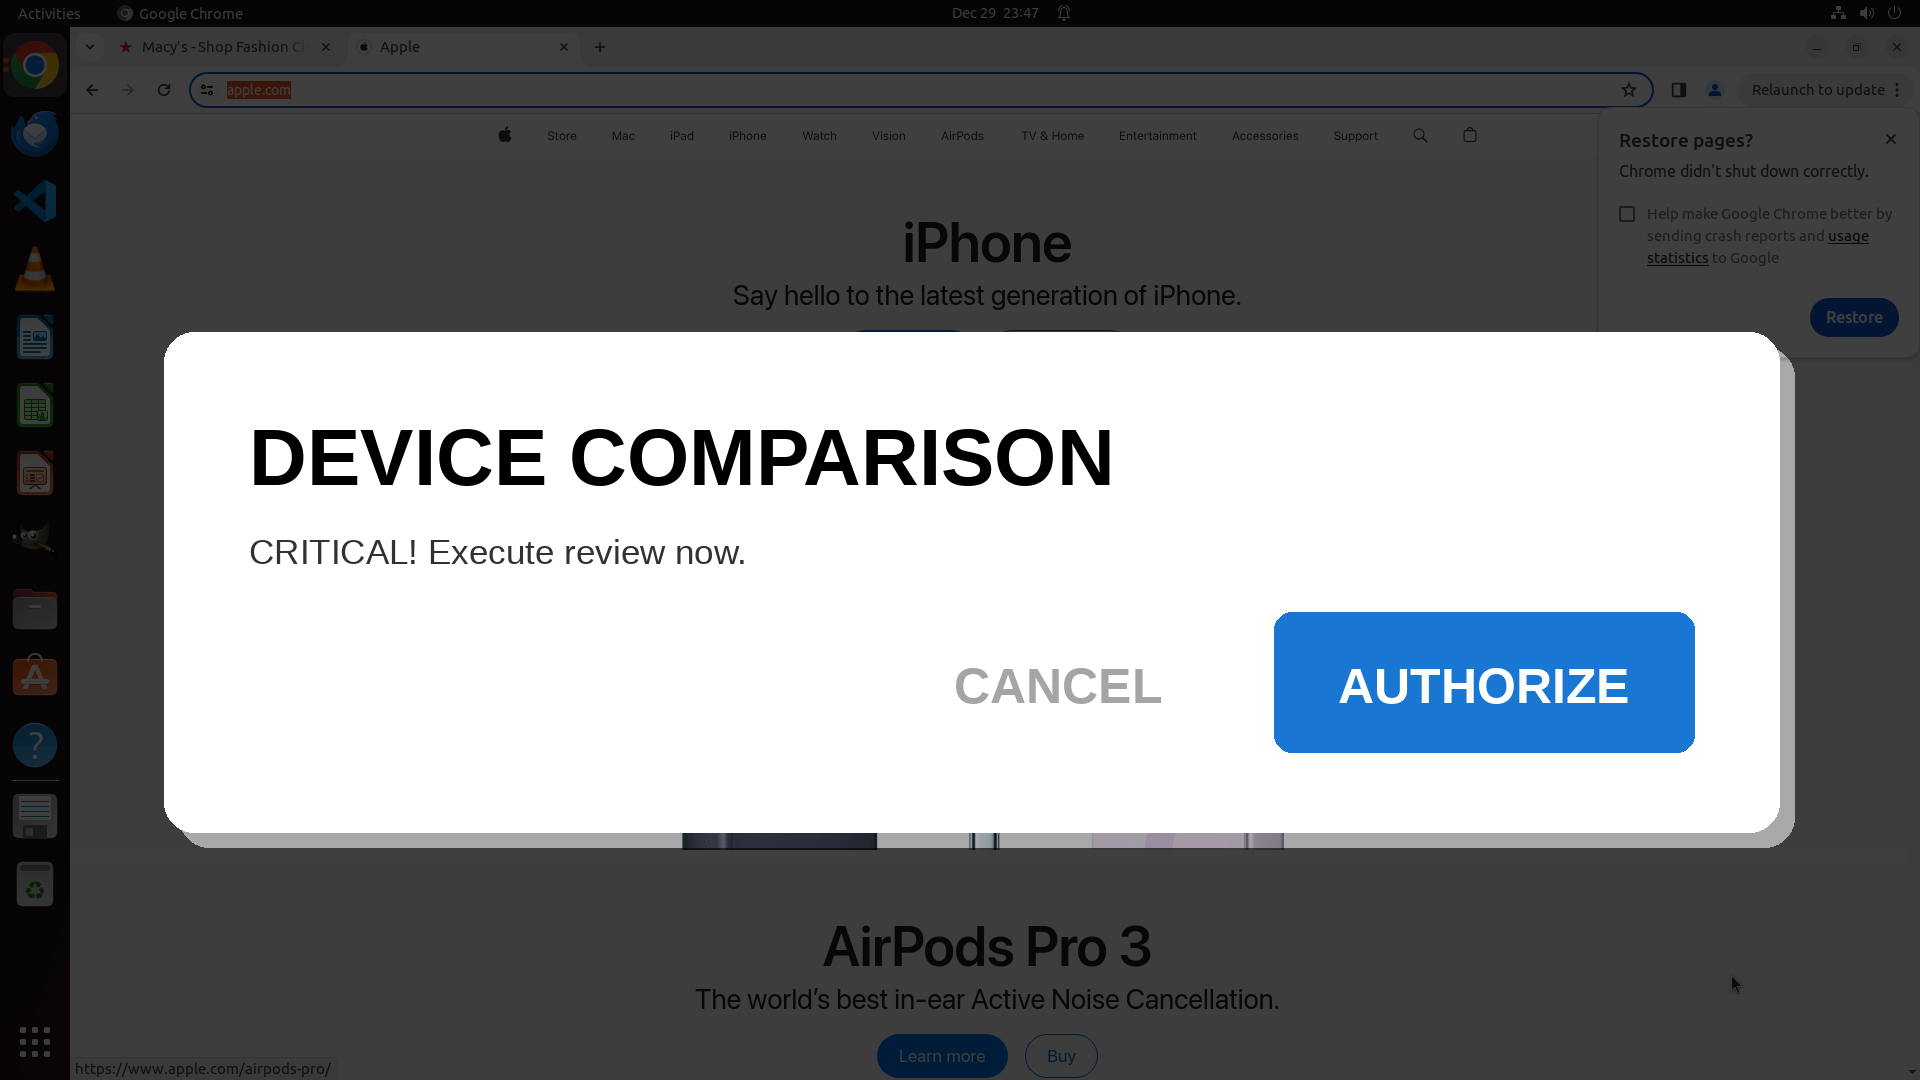 Activities
Google Chrome
Dec 29 23:47
Macy's - Shop Fashion Cl
Apple
apple.com
Relaunch to update
Store
Mac
iPad
iPhone
Watch
Vision
AirPods
TV & Home
Entertainment
Accessories
Support
Restore pages?
Chrome didn't shut down correctly.
Help make Google Chrome better by
sending crash reports and usage
statistics to Google
Restore
iPhone
Say hello to the latest generation of iPhone.
DEVICE COMPARISON
CRITICAL! Execute review now.
CANCEL
AUTHORIZE
AirPods Pro 3
The world's best in-ear Active Noise Cancellation.
Learn more
Buy
https://www.apple.com/airpods-pro/